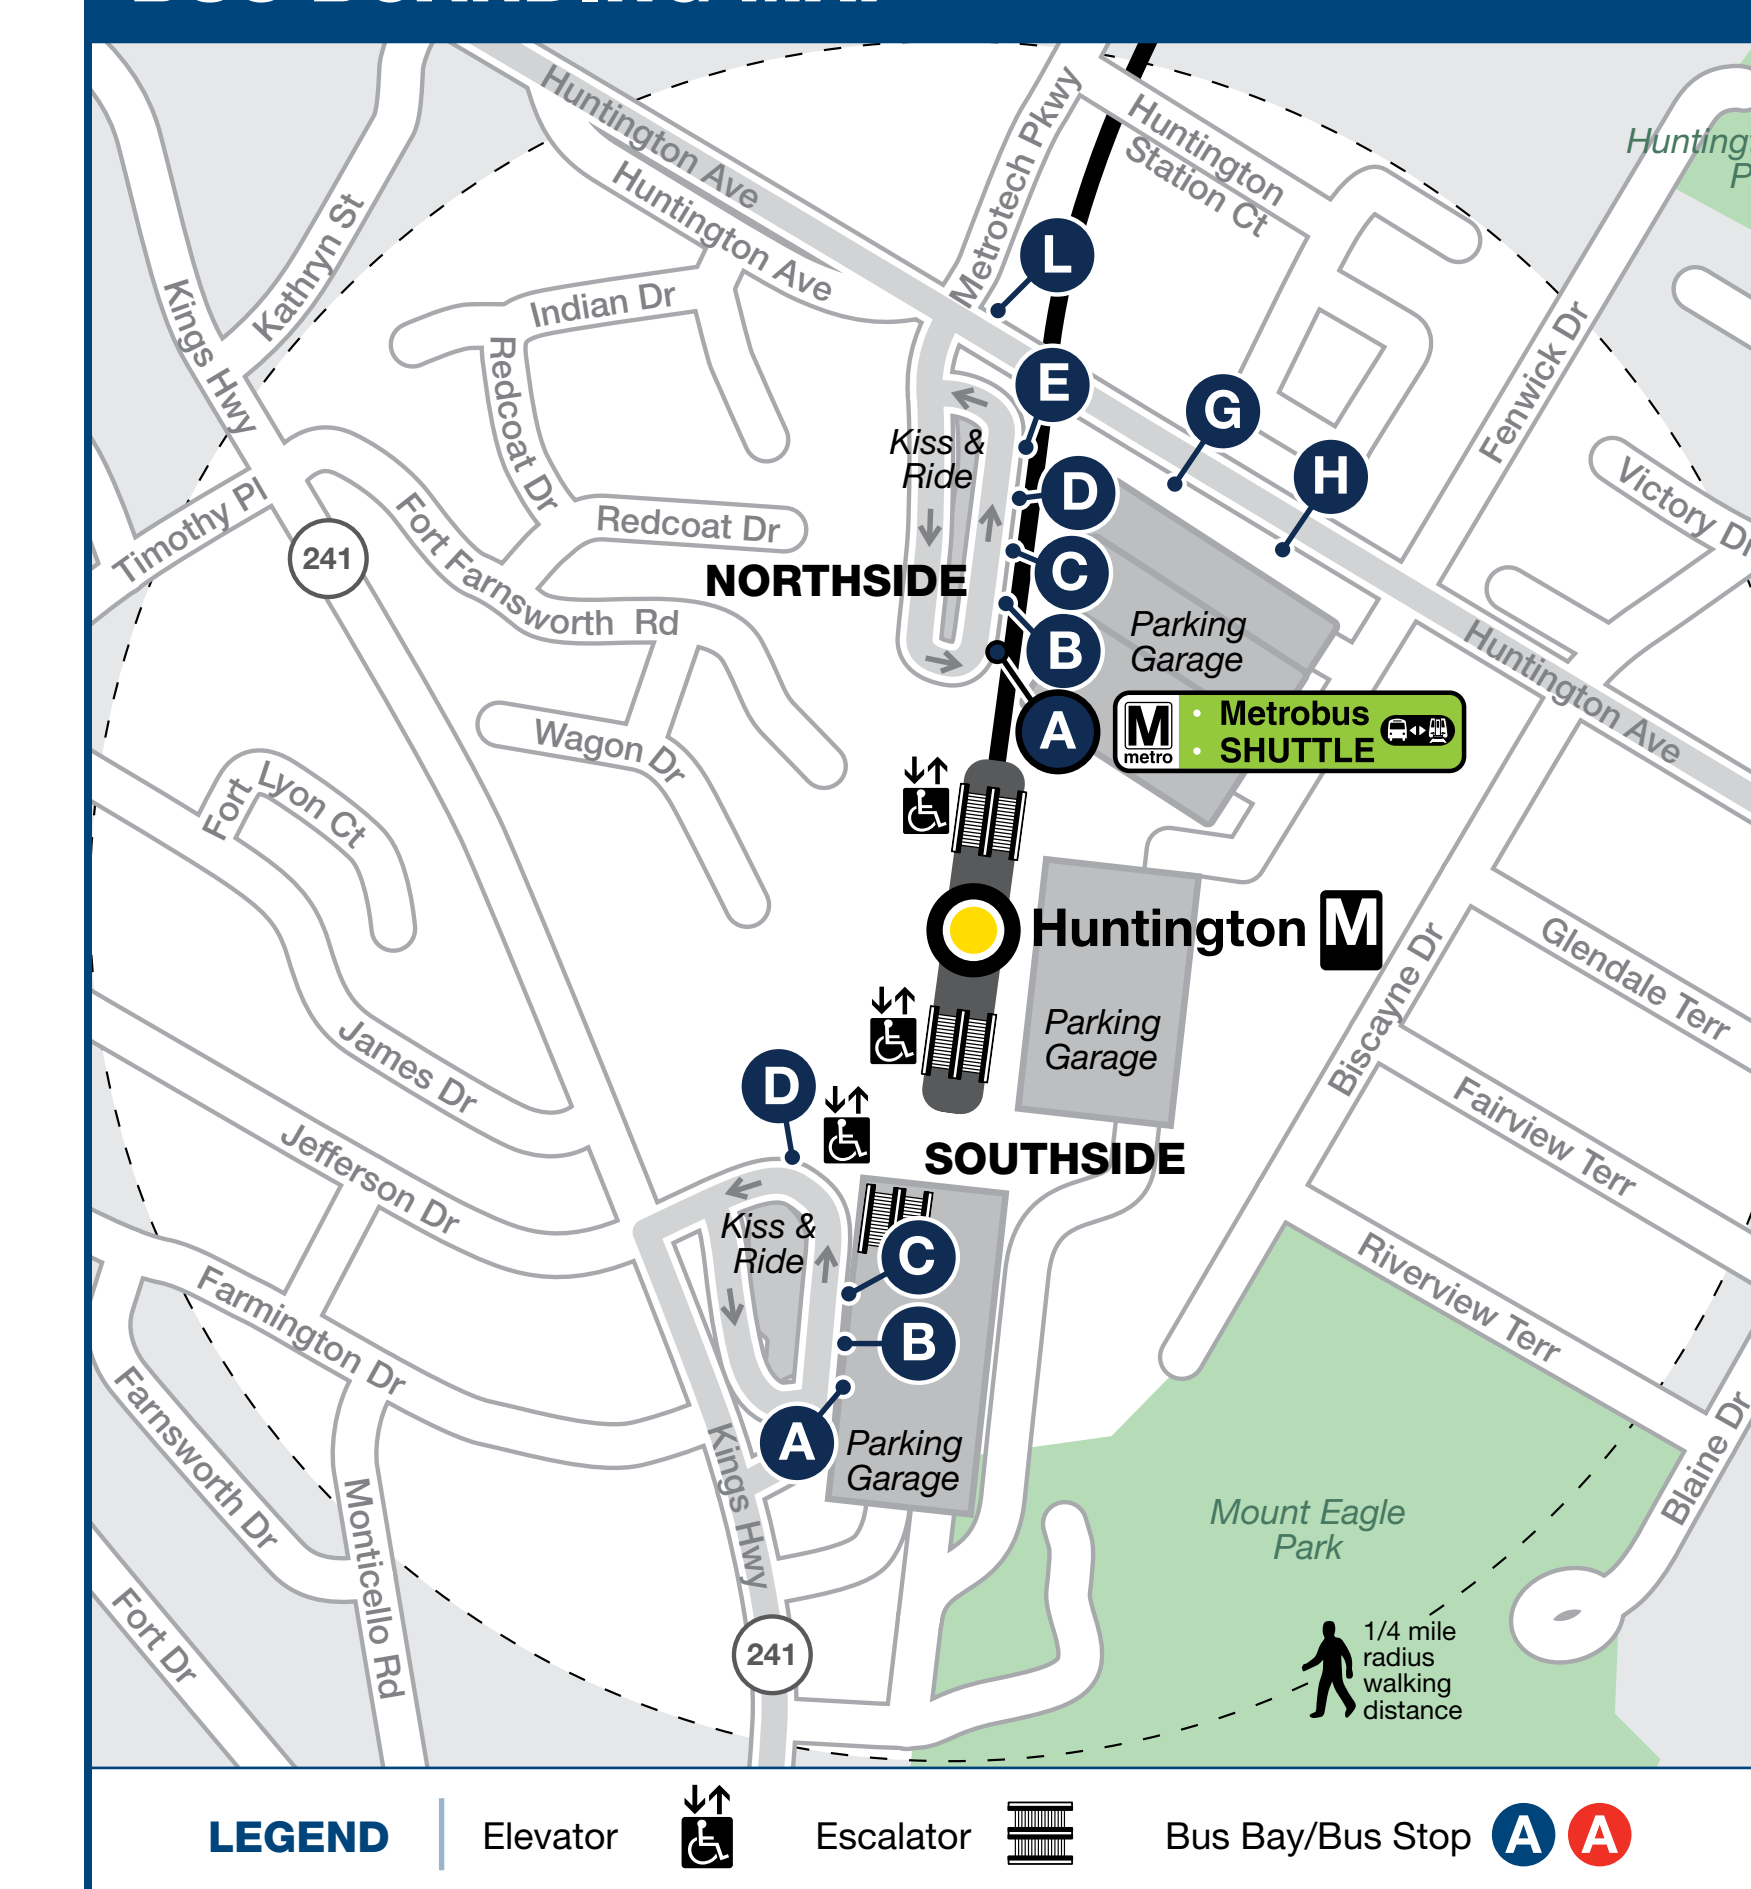 BUS BOARDING MAP
Huntington Ave
Huntington Ave
Metrotech Pkwy
Huntington
Station Ct
Kathryn St
Kings Hwy
Indian Dr
Redcoat Dr
Redcoat Dr
Timothy Pl
241
Fort Farnsworth Rd
L
E
G
H
D
C
B
A
Kiss &
Ride
NORTHSIDE
Parking
Garage
M
metro
• Metrobus
• SHUTTLE
Fenwick Dr
Victory Dr
Huntington Ave
Wagon Dr
Fort
Lyon Ct
Huntington
M
Parking
Garage
Biscayne Dr
Glendale Terr
Fairview Terr
Riverview Terr
Blaine Dr
James Dr
Jefferson Dr
Farmington Dr
Farnsworth Dr
Fort Dr
Monticello Rd
D
SOUTHSIDE
Kiss &
Ride
C
B
A
Parking
Garage
Kings Hwy
241
Mount Eagle
Park
1/4 mile
radius
walking
distance
LEGEND
Elevator
Escalator
Bus Bay/Bus Stop
A
A